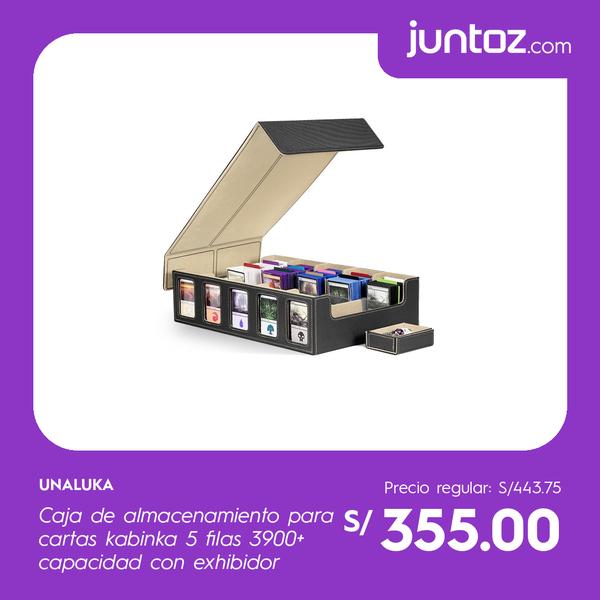 juntoz.com
UNALUKA
Caja de almacenamiento para
cartas kabinka 5 filas 3900+
capacidad con exhibidor
Precio regular: S/443.75
S/ 355.00